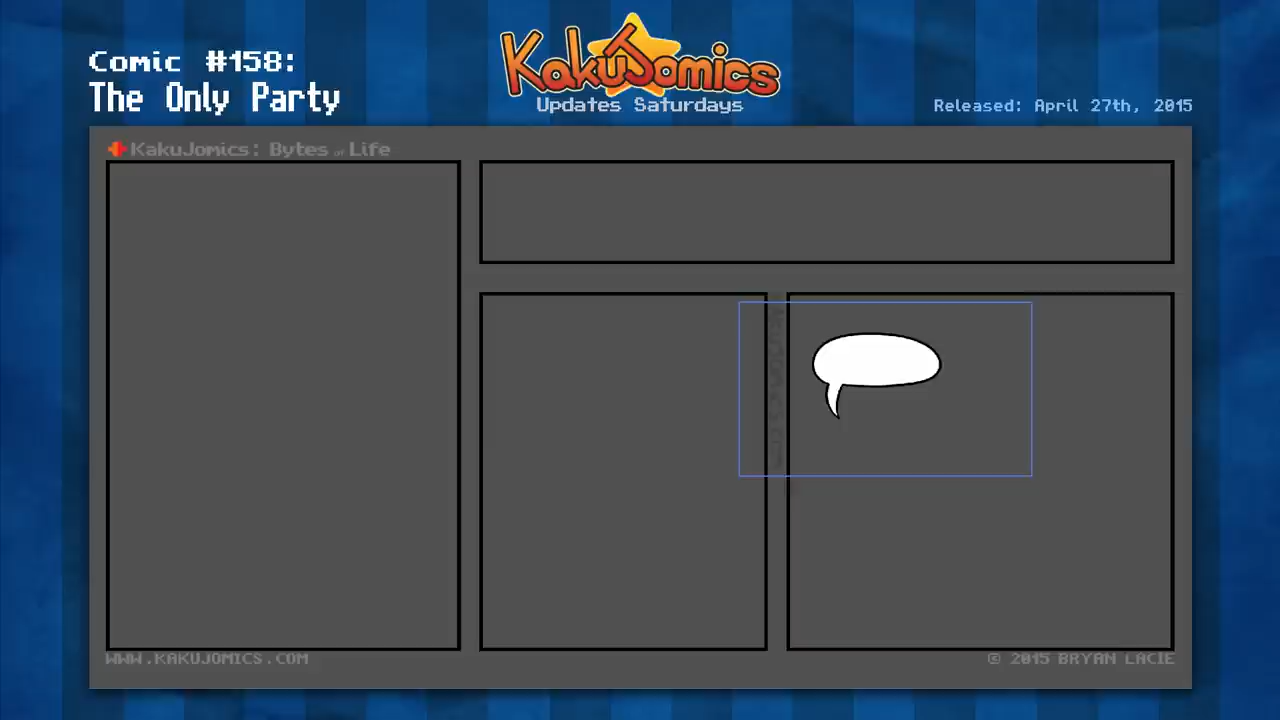 Comic #158:
The Only Party
KakuJomics
Updates Saturdays
Released: April 27th, 2015
KakuJomics: Bytes of Life
WWW.KAKUJOMICS.COM
© 2015 BRYAN LACIE